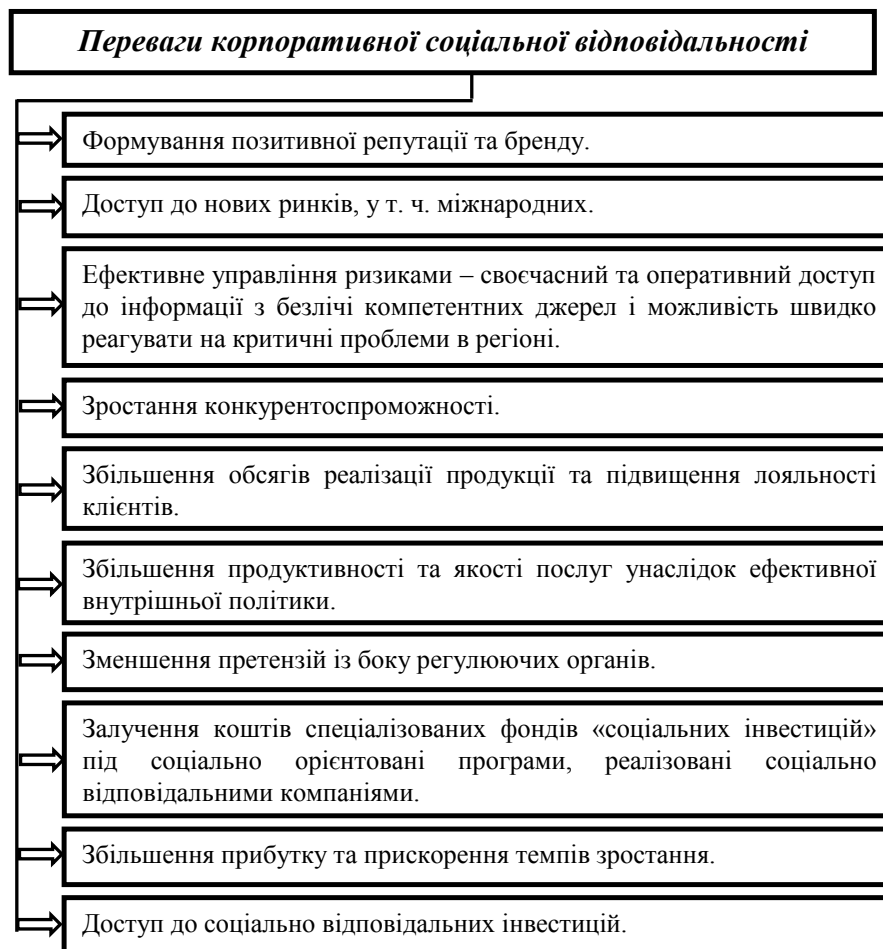 Переваги корпоративної соціальної відповідальності
Формування позитивної репутації та бренду.
Доступ до нових ринків, у т. ч. міжнародних.
Ефективне управління ризиками – своєчасний та оперативний доступ
до інформації з безлічі компетентних джерел і можливість швидко
реагувати на критичні проблеми в регіоні.
Зростання конкурентоспроможності.
Збільшення обсягів реалізації продукції та підвищення лояльності
клієнтів.
Збільшення продуктивності та якості послуг унаслідок ефективної
внутрішньої політики.
Зменшення претензій із боку регулюючих органів.
Залучення коштів спеціалізованих фондів «соціальних інвестицій»
під соціально орієнтовані програми, реалізовані соціально
відповідальними компаніями.
Збільшення прибутку та прискорення темпів зростання.
Доступ до соціально відповідальних інвестицій.